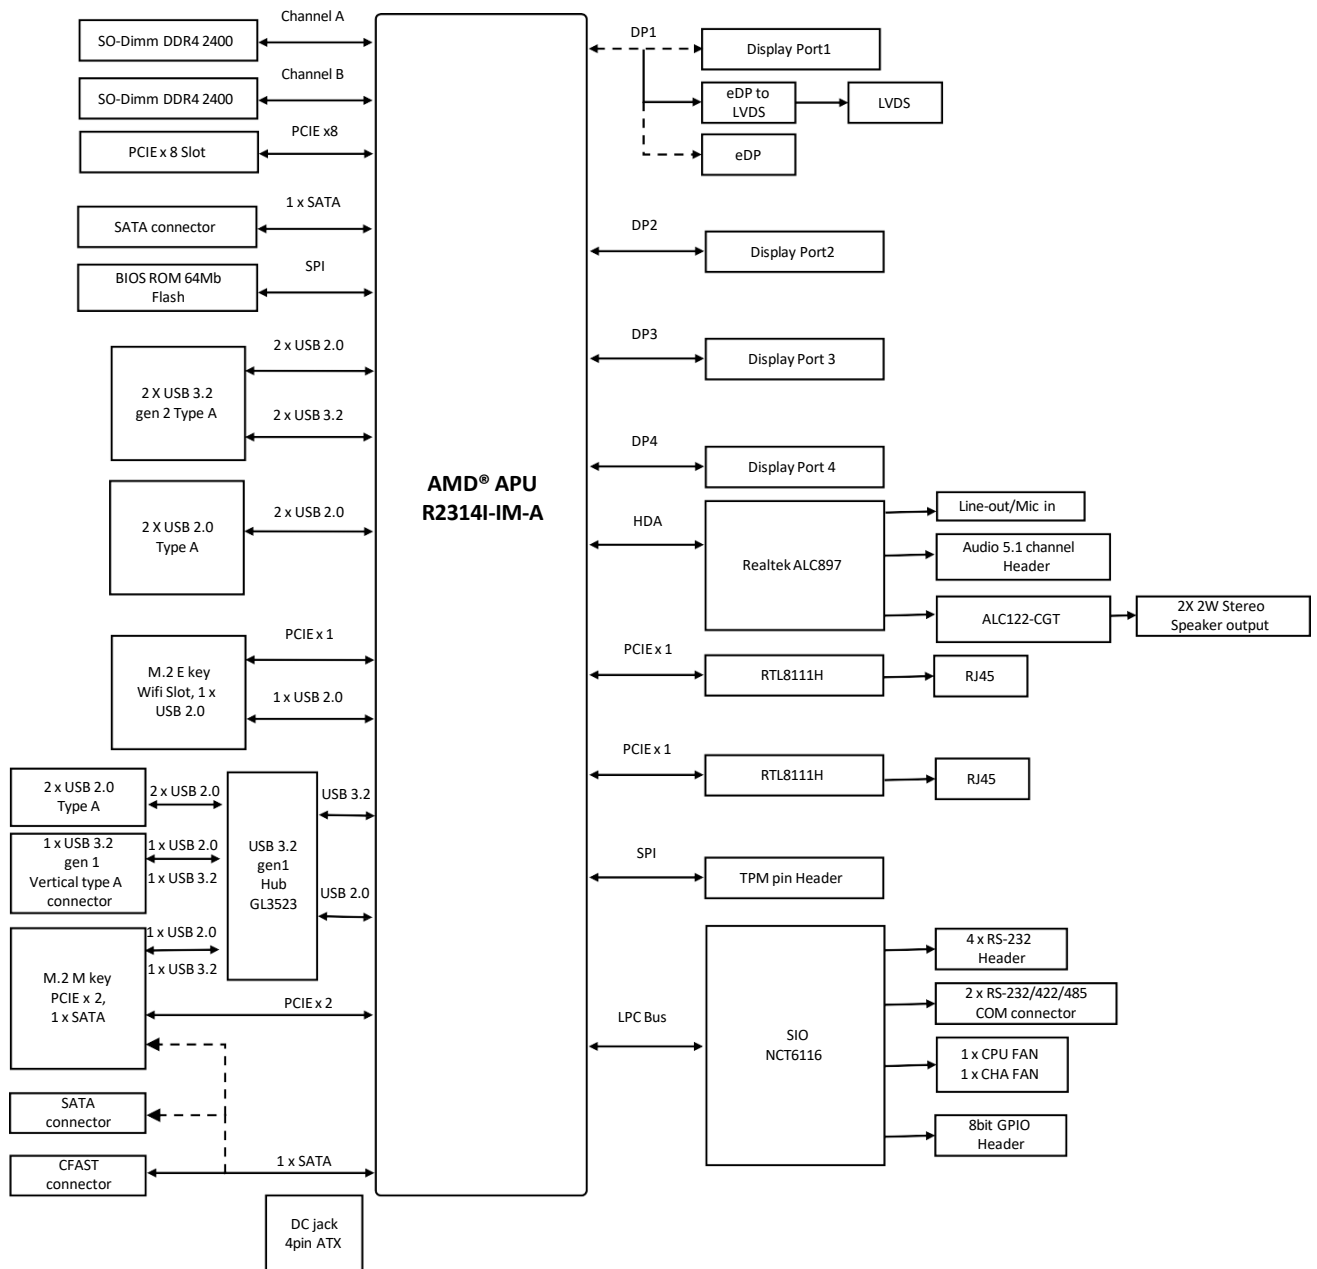 Channel A
SO-Dimm DDR4 2400
Channel B
SO-Dimm DDR4 2400
PCIE x8
PCIE x 8 Slot
1 x SATA
SATA connector
SPI
BIOS ROM 64Mb
Flash
2 x USB 2.0
2 X USB 3.2
gen 2 Type A
2 x USB 3.2
2 x USB 2.0
2 X USB 2.0
Type A
PCIE x 1
M.2 E key
Wifi Slot, 1 x
USB 2.0
1 x USB 2.0
2 x USB 2.0
Type A
2 x USB 2.0
1 x USB 3.2
gen 1
Vertical type A
connector
1 x USB 2.0
1 x USB 3.2
USB 3.2
gen1
Hub
GL3523
USB 3.2
USB 2.0
1 x USB 2.0
1 x USB 3.2
M.2 M key
PCIE x 2,
1 x SATA
PCIE x 2
SATA
connector
CFAST
connector
1 x SATA
DC jack
4pin ATX
AMD® APU
R2314I-IM-A
DP1
Display Port1
eDP to
LVDS
LVDS
eDP
DP2
Display Port2
DP3
Display Port 3
DP4
Display Port 4
HDA
Realtek ALC897
Line-out/Mic in
Audio 5.1 channel
Header
ALC122-CGT
2X 2W Stereo
Speaker output
PCIE x 1
RTL8111H
RJ45
PCIE x 1
RTL8111H
RJ45
SPI
TPM pin Header
LPC Bus
SIO
NCT6116
4 x RS-232
Header
2 x RS-232/422/485
COM connector
1 x CPU FAN
1 x CHA FAN
8bit GPIO
Header